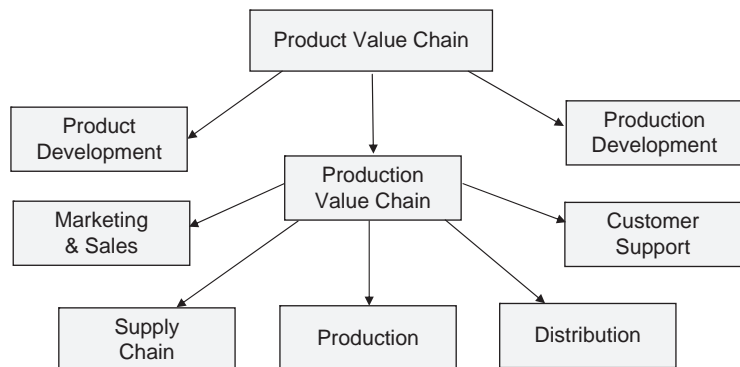 Product Value Chain
Product
Development
Production
Development
Production
Value Chain
Marketing
& Sales
Customer
Support
Supply
Chain
Production
Distribution